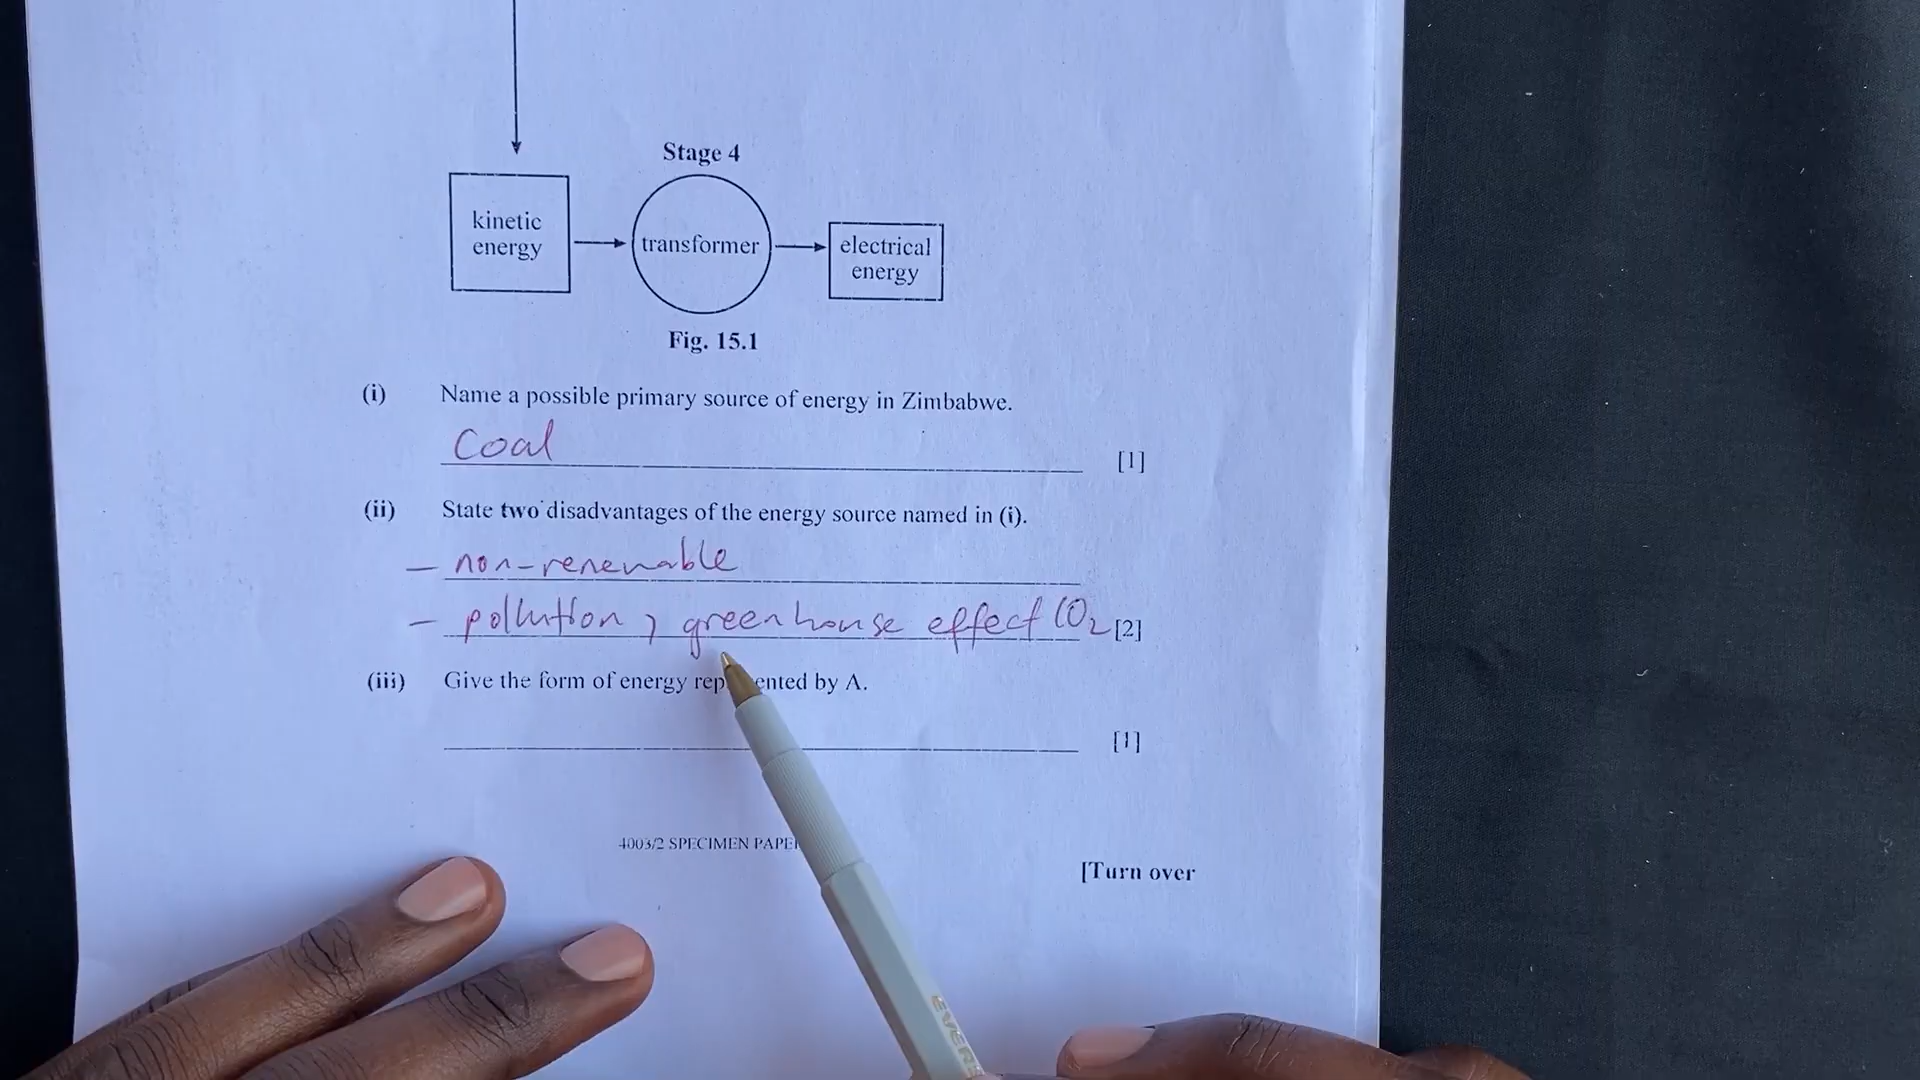 Stage 4
kinetic
energy
transformer
electrical
energy
Fig. 15.1
(i) Name a possible primary source of energy in Zimbabwe.
Coal
[1]
(ii) State two disadvantages of the energy source named in (i).
- non-renewable
- pollution, greenhouse effect CO2 [2]
(iii) Give the form of energy rep ented by A.
[1]
4003/2 SPECIMEN PAPE
[Turn over
EVER